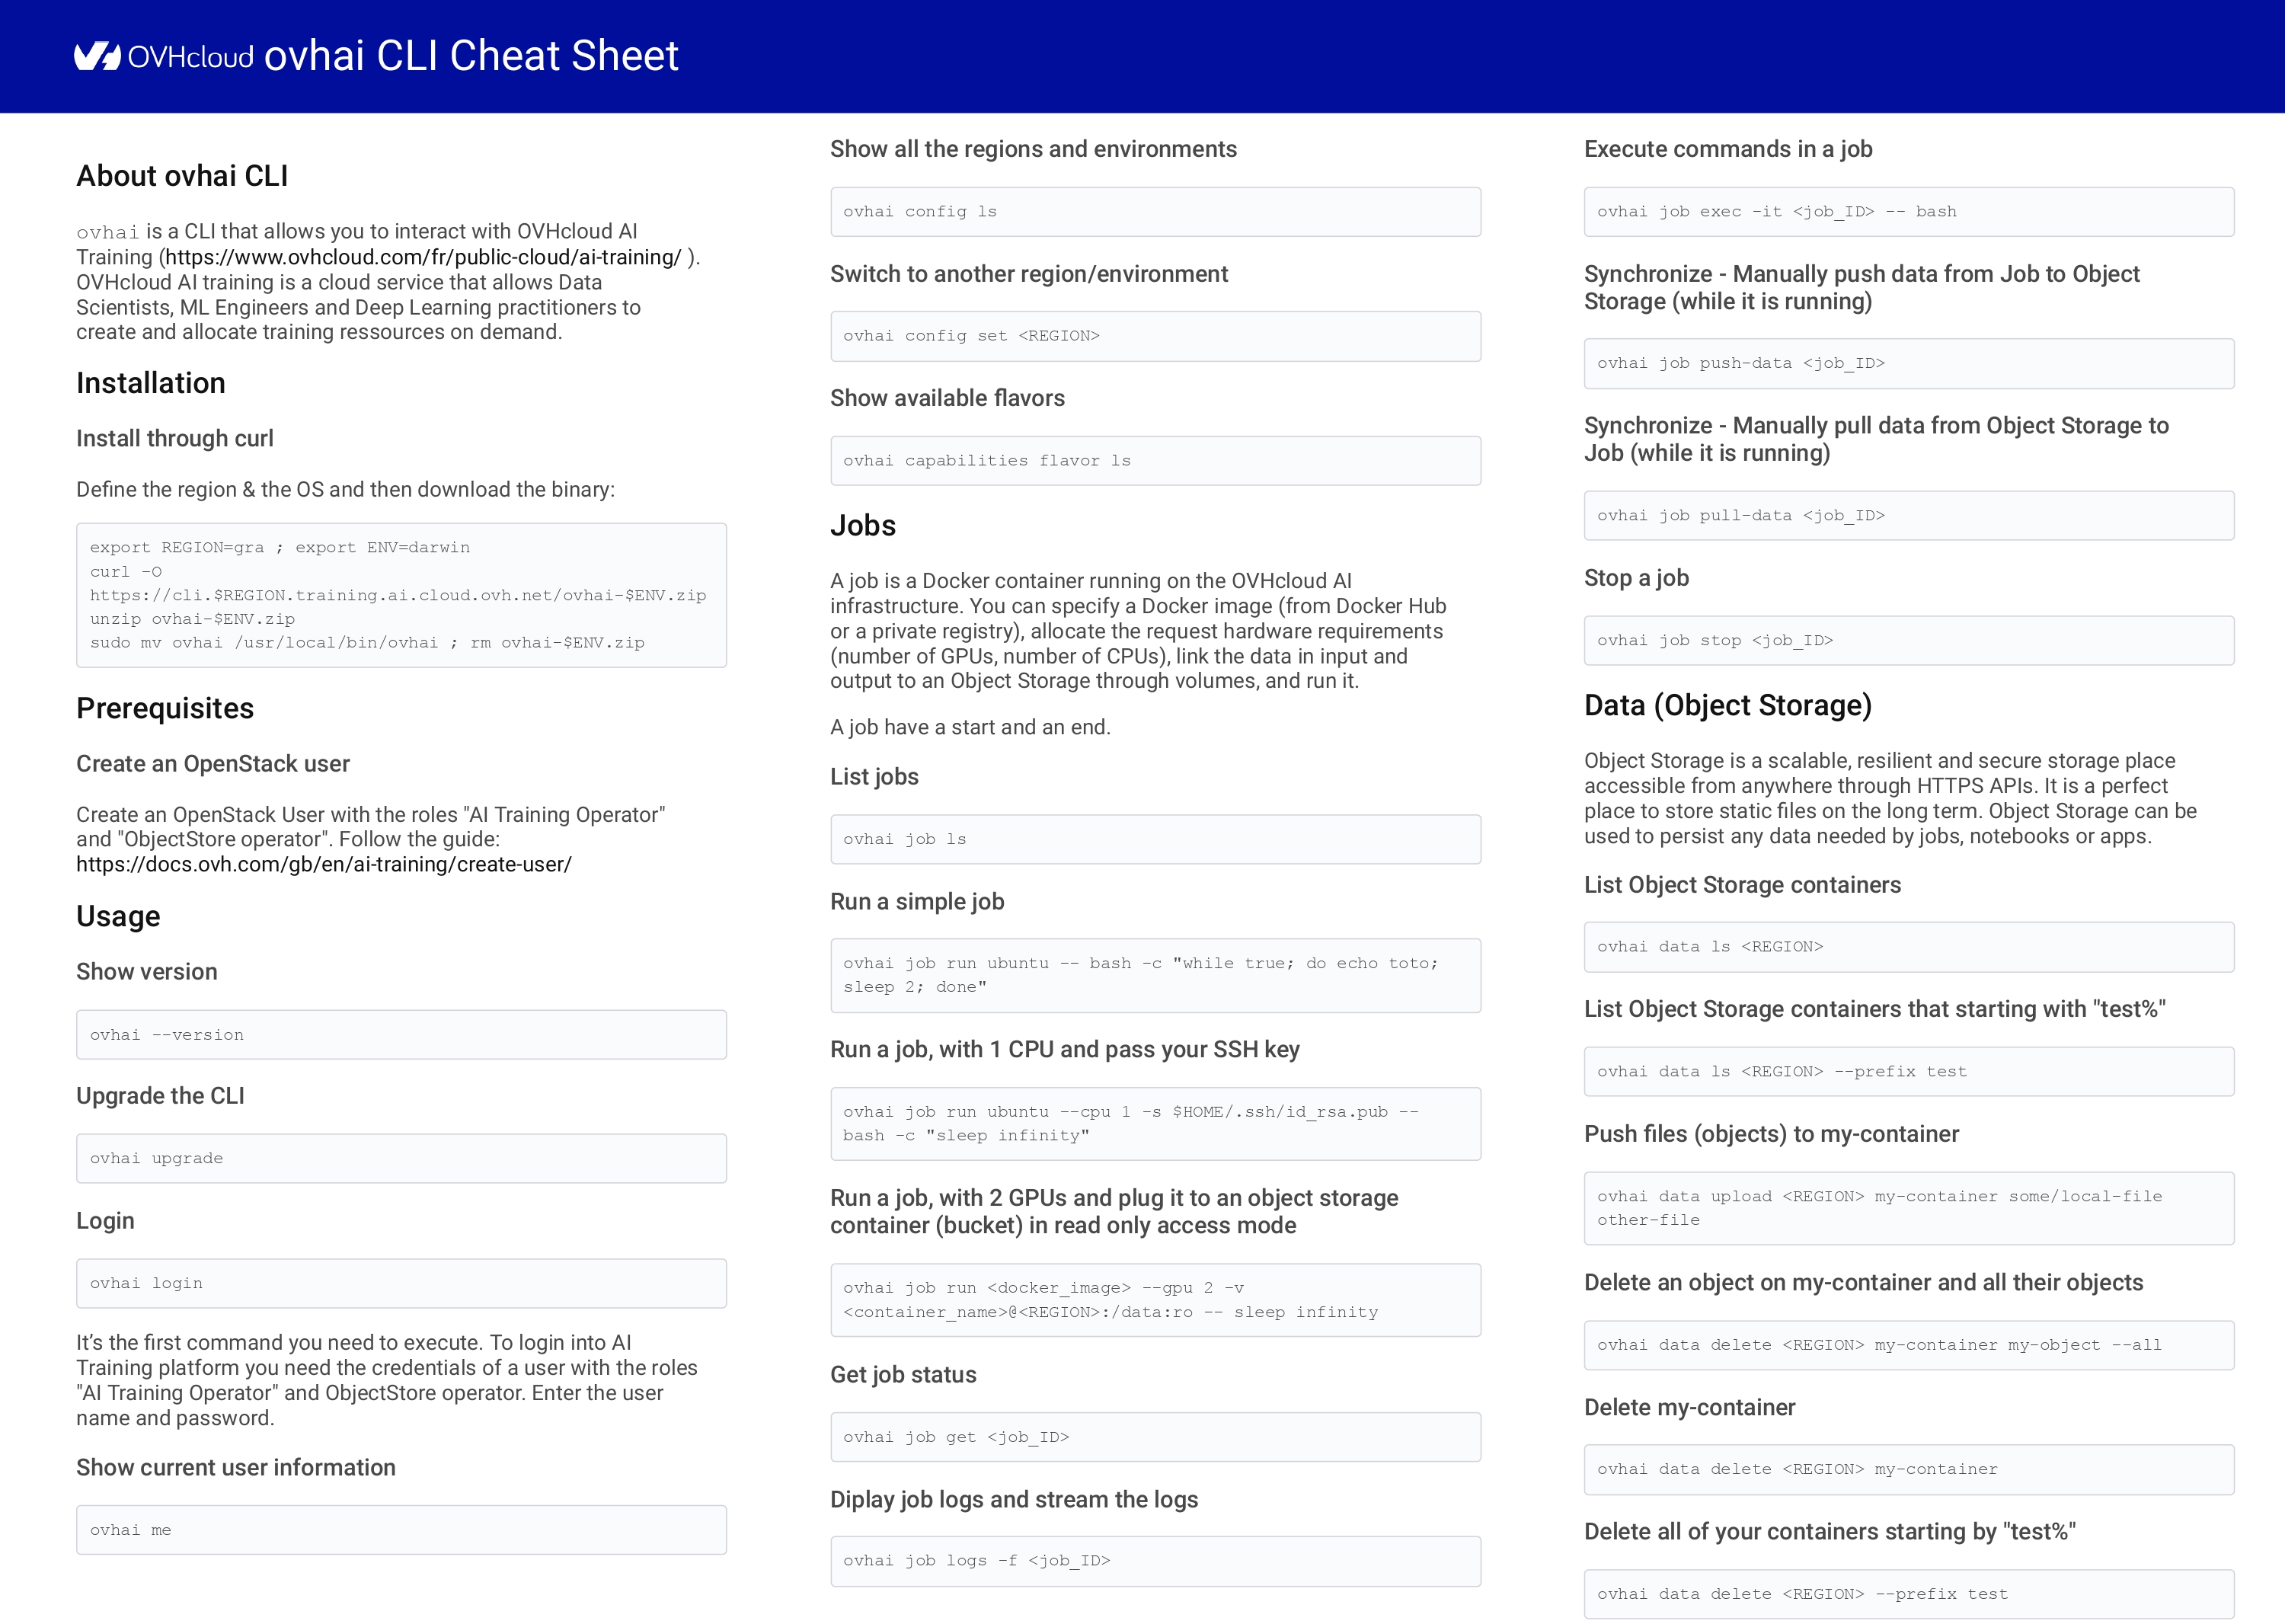 OVHcloud ovhai CLI Cheat Sheet
About ovhai CLI
ovhai is a CLI that allows you to interact with OVHcloud AI
Training (https://www.ovhcloud.com/fr/public-cloud/ai-training/ ).
OVHcloud AI training is a cloud service that allows Data
Scientists, ML Engineers and Deep Learning practitioners to
create and allocate training ressources on demand.
Installation
Install through curl
Define the region & the OS and then download the binary:
export REGION=gra ; export ENV=darwin
curl -O
https://cli.$REGION.training.ai.cloud.ovh.net/ovhai-$ENV.zip
unzip ovhai-$ENV.zip
sudo mv ovhai /usr/local/bin/ovhai ; rm ovhai-$ENV.zip
Prerequisites
Create an OpenStack user
Create an OpenStack User with the roles "AI Training Operator"
and "ObjectStore operator". Follow the guide:
https://docs.ovh.com/gb/en/ai-training/create-user/
Usage
Show version
ovhai --version
Upgrade the CLI
ovhai upgrade
Login
ovhai login
It’s the first command you need to execute. To login into AI
Training platform you need the credentials of a user with the roles
"AI Training Operator" and ObjectStore operator. Enter the user
name and password.
Show current user information
ovhai me
Show all the regions and environments
ovhai config ls
Switch to another region/environment
ovhai config set <REGION>
Show available flavors
ovhai capabilities flavor ls
Jobs
A job is a Docker container running on the OVHcloud AI
infrastructure. You can specify a Docker image (from Docker Hub
or a private registry), allocate the request hardware requirements
(number of GPUs, number of CPUs), link the data in input and
output to an Object Storage through volumes, and run it.
A job have a start and an end.
List jobs
ovhai job ls
Run a simple job
ovhai job run ubuntu -- bash -c "while true; do echo toto;
sleep 2; done"
Run a job, with 1 CPU and pass your SSH key
ovhai job run ubuntu --cpu 1 -s $HOME/.ssh/id_rsa.pub --
bash -c "sleep infinity"
Run a job, with 2 GPUs and plug it to an object storage
container (bucket) in read only access mode
ovhai job run <docker_image> --gpu 2 -v
<container_name>@<REGION>:/data:ro -- sleep infinity
Get job status
ovhai job get <job_ID>
Diplay job logs and stream the logs
ovhai job logs -f <job_ID>
Execute commands in a job
ovhai job exec -it <job_ID> -- bash
Synchronize - Manually push data from Job to Object
Storage (while it is running)
ovhai job push-data <job_ID>
Synchronize - Manually pull data from Object Storage to
Job (while it is running)
ovhai job pull-data <job_ID>
Stop a job
ovhai job stop <job_ID>
Data (Object Storage)
Object Storage is a scalable, resilient and secure storage place
accessible from anywhere through HTTPS APIs. It is a perfect
place to store static files on the long term. Object Storage can be
used to persist any data needed by jobs, notebooks or apps.
List Object Storage containers
ovhai data ls <REGION>
List Object Storage containers that starting with "test%"
ovhai data ls <REGION> --prefix test
Push files (objects) to my-container
ovhai data upload <REGION> my-container some/local-file
other-file
Delete an object on my-container and all their objects
ovhai data delete <REGION> my-container my-object --all
Delete my-container
ovhai data delete <REGION> my-container
Delete all of your containers starting by "test%"
ovhai data delete <REGION> --prefix test